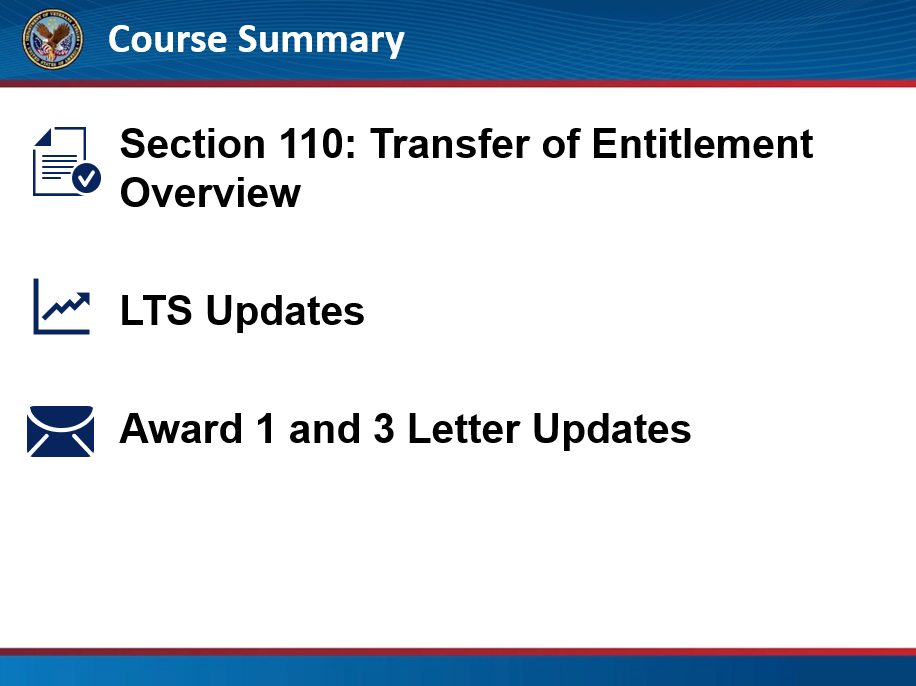 Course Summary
Section 110: Transfer of Entitlement
Overview
LTS Updates
Award 1 and 3 Letter Updates